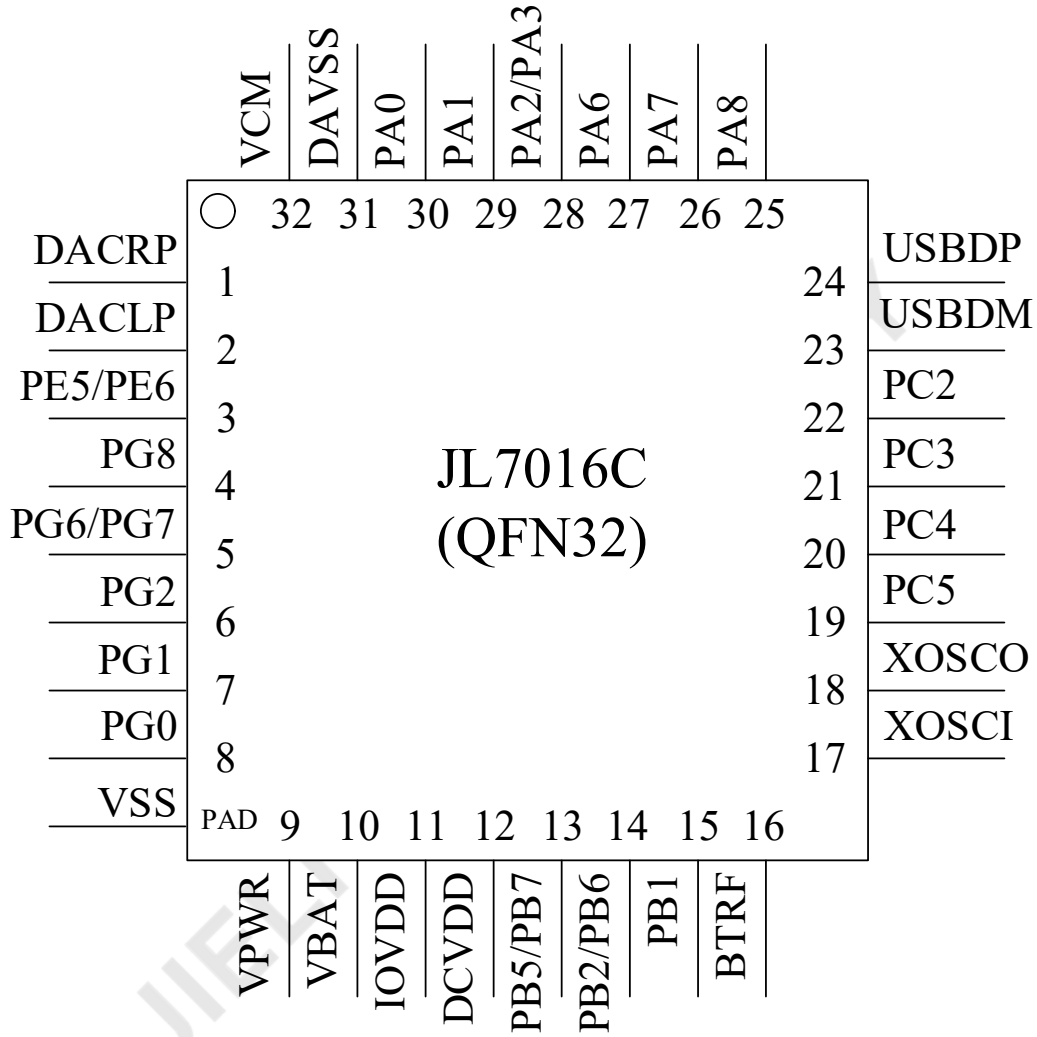 VCM
DAVSS
PA0
PA1
PA2/PA3
PA6
PA7
PA8
32 31 30 29 28 27 26 25
DACRP
1
DACLP
2
PE5/PE6
3
PG8
4
PG6/PG7
5
PG2
6
PG1
7
PG0
8
VSS
PAD
JL7016C
(QFN32)
USBDP
24
USBDM
23
PC2
22
PC3
21
PC4
20
PC5
19
XOSCO
18
XOSCI
17
9 10 11 12 13 14 15 16
VPWR
VBAT
IOVDD
DCVDD
PB5/PB7
PB2/PB6
PB1
BTRF